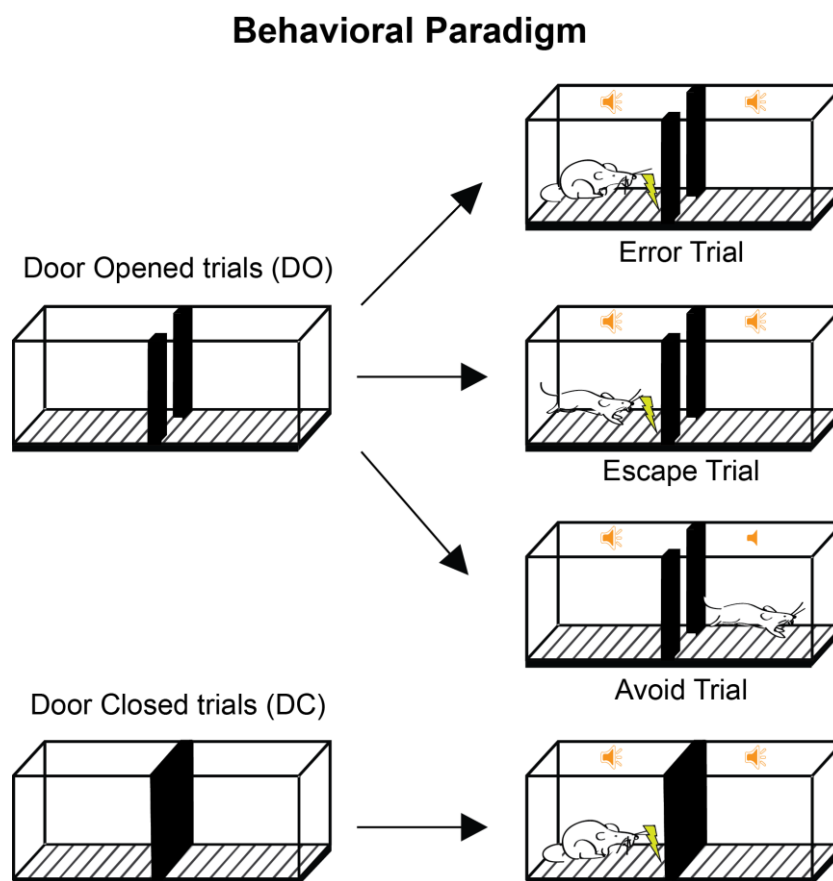 Behavioral Paradigm
Error Trial
Door Opened trials (DO)
Escape Trial
Avoid Trial
Door Closed trials (DC)